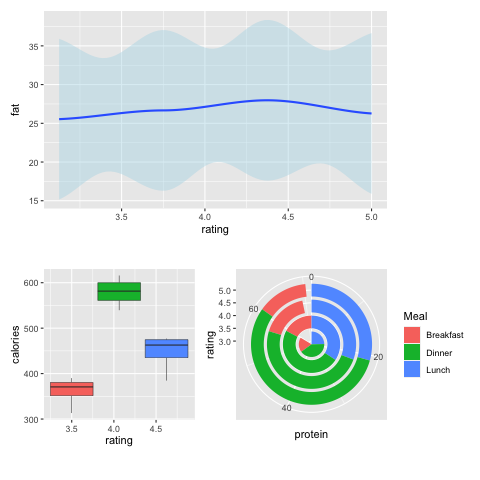 35
30
25
20
15
fat
3.5 4.0 4.5 5.0
rating
600
500
400
300
calories
3.5 4.0 4.5
rating
5.0
4.5
4.0
3.5
3.0
rating
0
20
40
60
protein
Meal
Breakfast
Dinner
Lunch